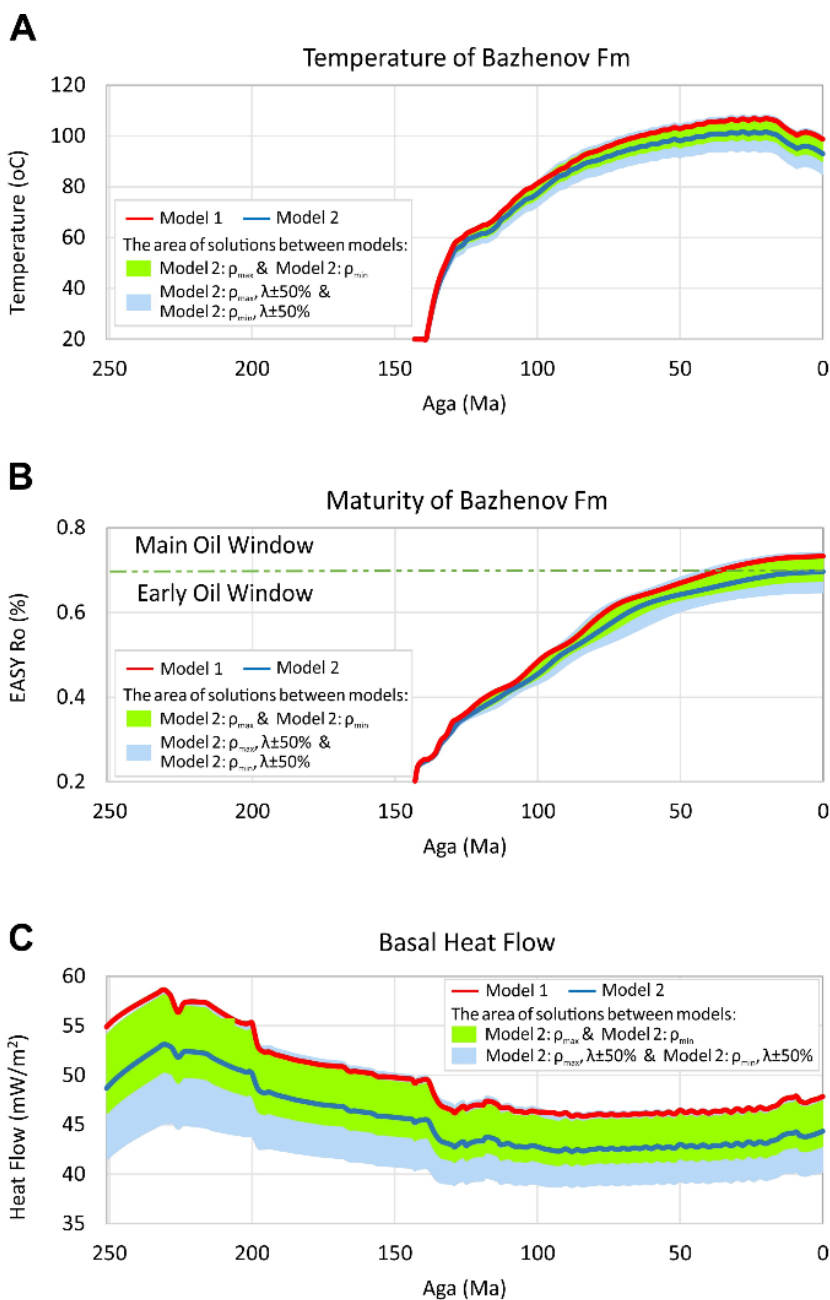 A
Temperature of Bazhenov Fm
Temperature (oC)
120
100
80
60
40
20
Model 1 Model 2
The area of solutions between models:
Model 2: ρmax & Model 2: ρmin
Model 2: ρmax, λ±50% &
Model 2: ρmin, λ±50%
250 200 150 100 50 0
Aga (Ma)
B
Maturity of Bazhenov Fm
EASY Ro (%)
0.8
0.6
0.4
0.2
Main Oil Window
Early Oil Window
Model 1 Model 2
The area of solutions between models:
Model 2: ρmax & Model 2: ρmin
Model 2: ρmax, λ±50% &
Model 2: ρmin, λ±50%
250 200 150 100 50 0
Aga (Ma)
C
Basal Heat Flow
Heat Flow (mW/m²)
60
55
50
45
40
35
Model 1 Model 2
The area of solutions between models:
Model 2: ρmax & Model 2: ρmin
Model 2: ρmax, λ±50% & Model 2: ρmin, λ±50%
250 200 150 100 50 0
Aga (Ma)